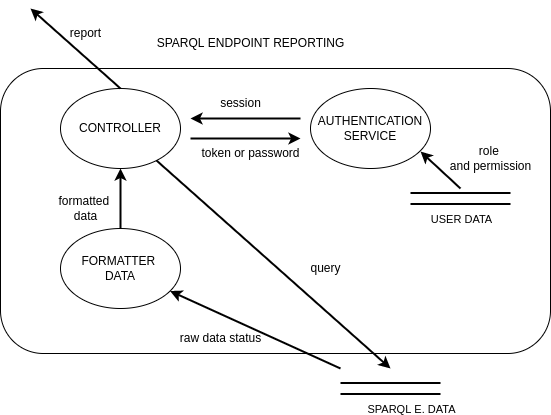 report
SPARQL ENDPOINT REPORTING
session
CONTROLLER
AUTHENTICATION
SERVICE
token or password
role
and permission
formatted
data
USER DATA
FORMATTER
DATA
query
raw data status
SPARQL E. DATA